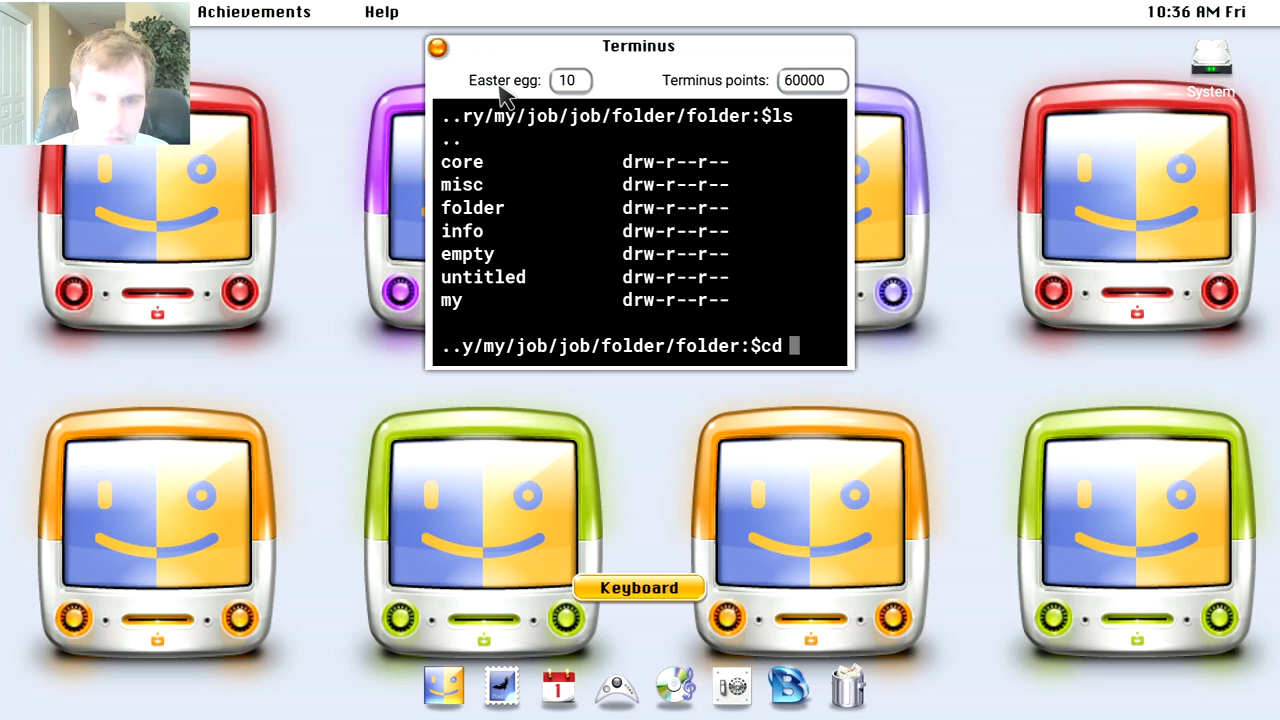 Achievements Help 10:36 AM Fri
Terminus
Easter egg: 10 Terminus points: 60000
System
..ry/my/job/job/folder/folder:$ls
..
core drw-r--r--
misc drw-r--r--
folder drw-r--r--
info drw-r--r--
empty drw-r--r--
untitled drw-r--r--
my drw-r--r--
..y/my/job/job/folder/folder:$cd
Keyboard
1
B